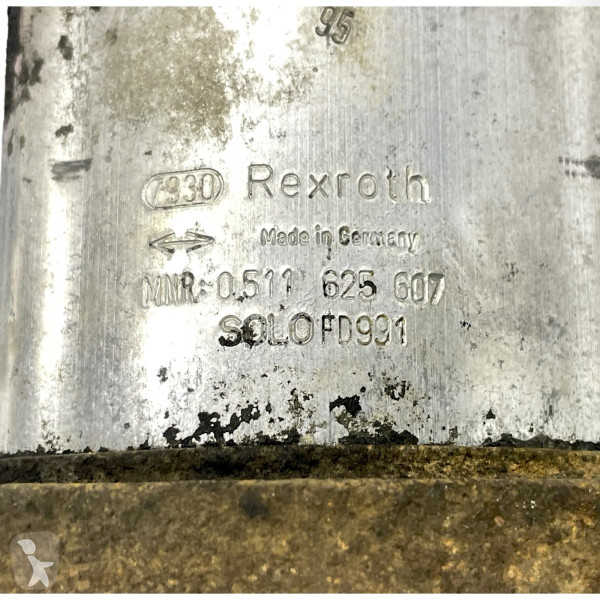 95
7930 Rexroth
Made in Germany
MNR: 0.511 625 607
SOLO FD991